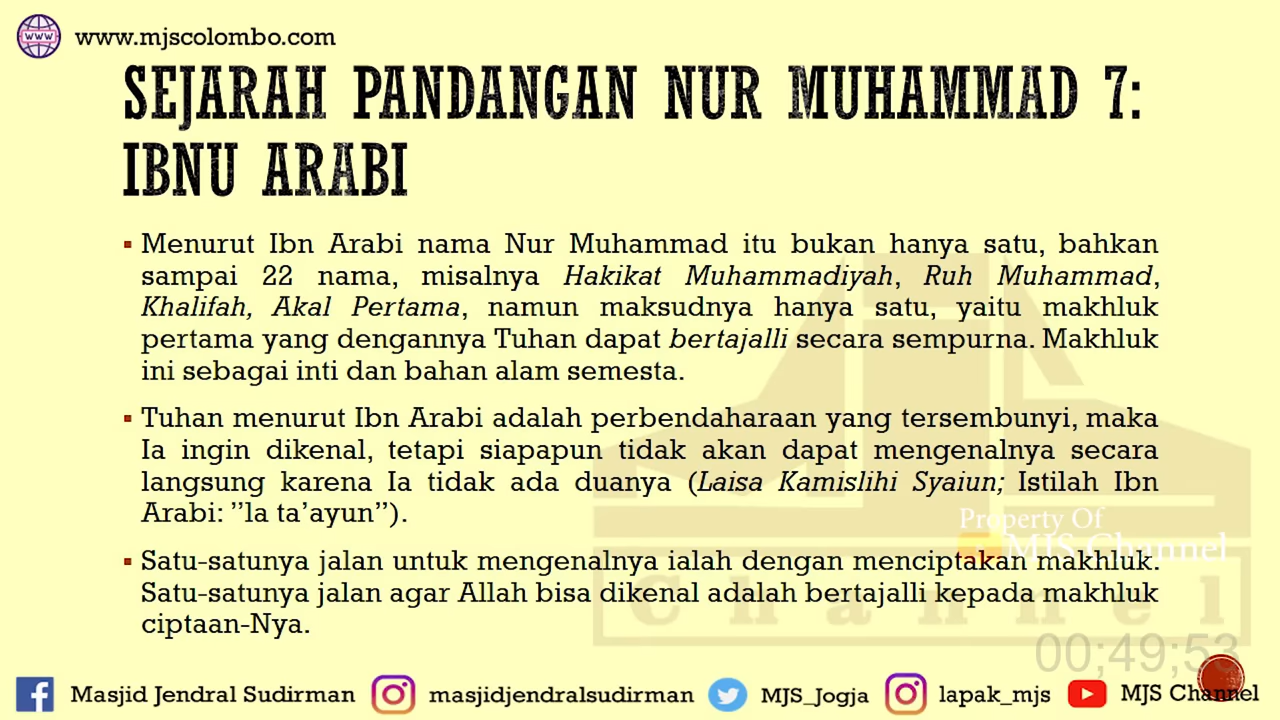 www.mjscolombo.com
SEJARAH PANDANGAN NUR MUHAMMAD 7:
IBNU ARABI
▪ Menurut Ibn Arabi nama Nur Muhammad itu bukan hanya satu, bahkan
sampai 22 nama, misalnya Hakikat Muhammadiyah, Ruh Muhammad,
Khalifah, Akal Pertama, namun maksudnya hanya satu, yaitu makhluk
pertama yang dengannya Tuhan dapat bertajalli secara sempurna. Makhluk
ini sebagai inti dan bahan alam semesta.
▪ Tuhan menurut Ibn Arabi adalah perbendaharaan yang tersembunyi, maka
Ia ingin dikenal, tetapi siapapun tidak akan dapat mengenalnya secara
langsung karena Ia tidak ada duanya (Laisa Kamislihi Syaiun; Istilah Ibn
Arabi: ”la ta’ayun”).
Property Of
MJS Channel
▪ Satu-satunya jalan untuk mengenalnya ialah dengan menciptakan makhluk.
Satu-satunya jalan agar Allah bisa dikenal adalah bertajalli kepada makhluk
ciptaan-Nya.
Channel
00;49;53
Masjid Jendral Sudirman masjidjendralsudirman MJS_Jogja lapak_mjs MJS Channel